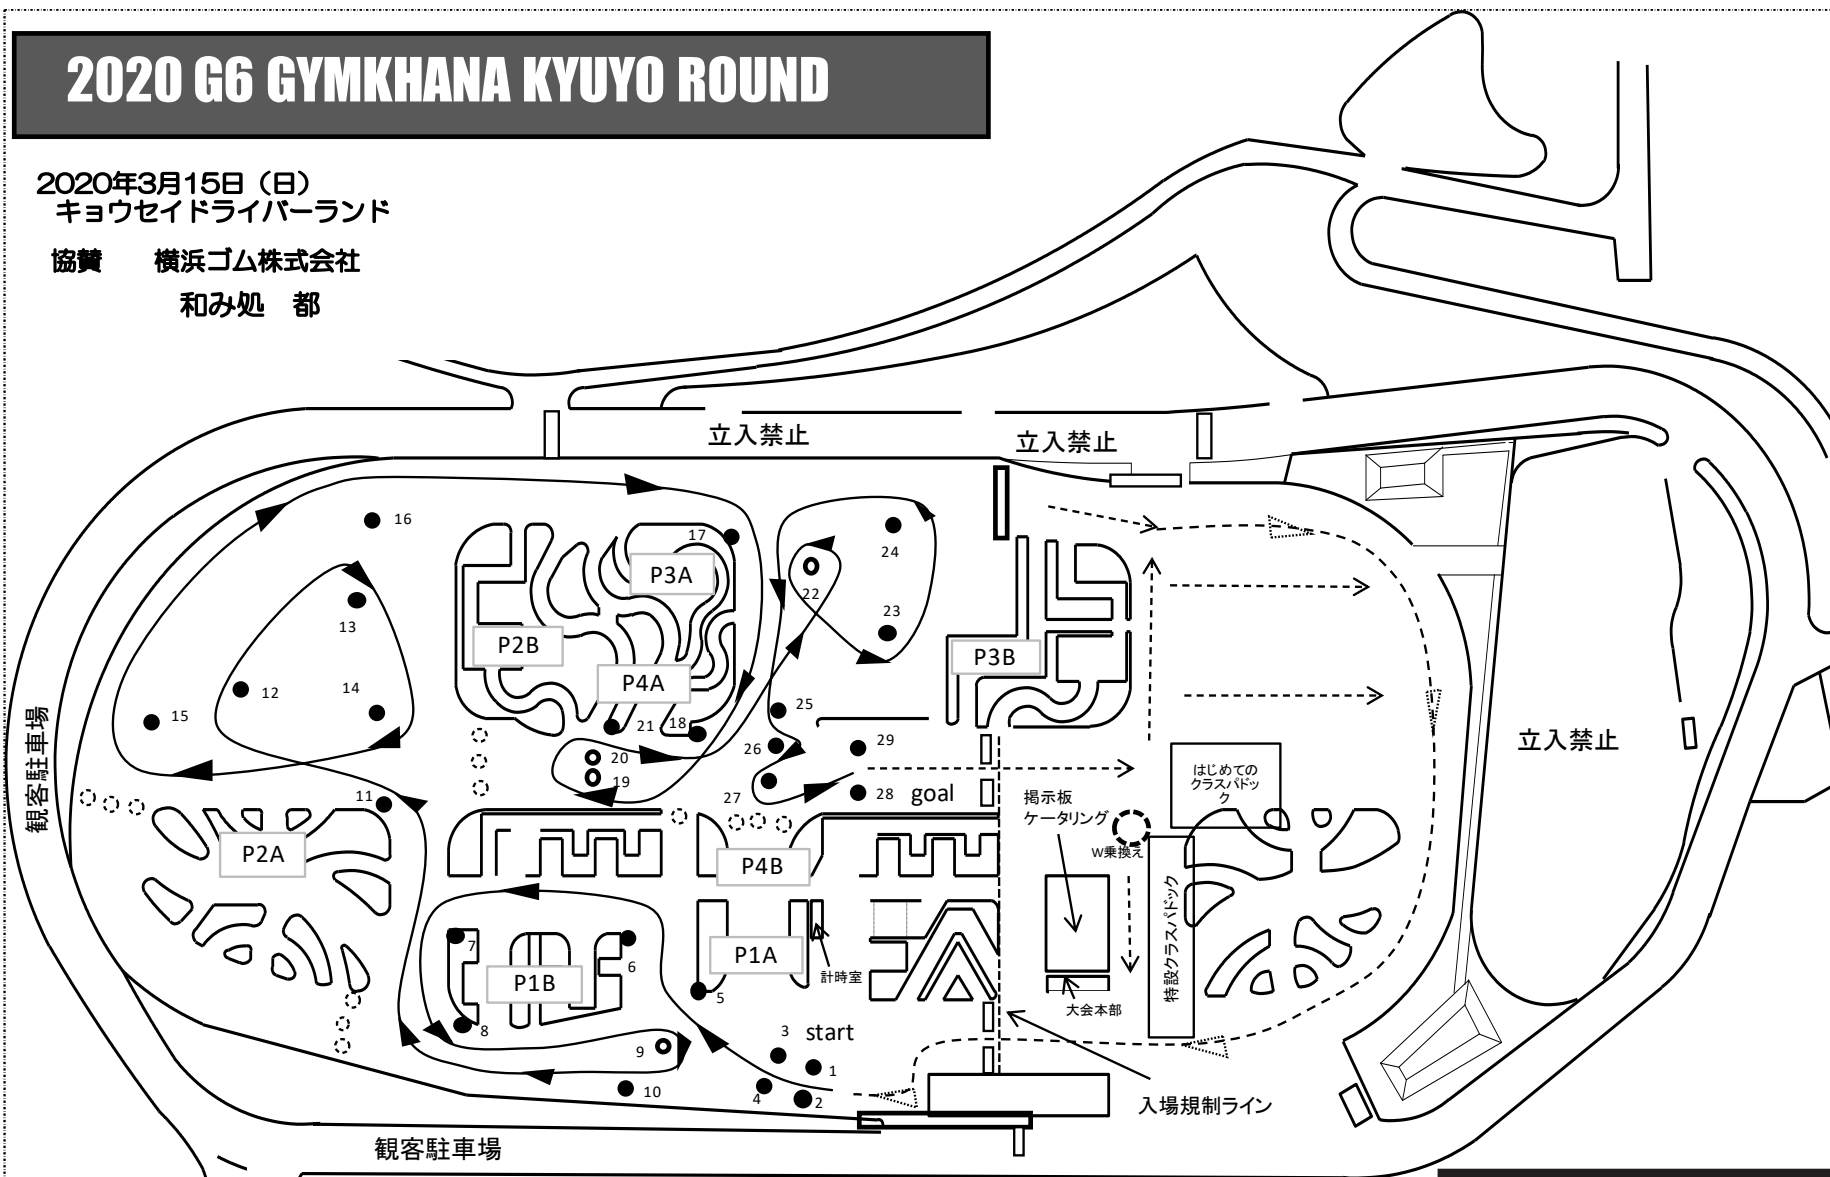 2020 G6 GYMKHANA KYUYO ROUND
2020年3月15日（日）
キョウセイドライバーランド
協賛　横浜ゴム株式会社
和み処　都
立入禁止
立入禁止
16
17
24
P3A
22
13
23
P2B
P3B
P4A
12
14
15
25
21
18
26
29
20
19
立入禁止
はじめての
クラスパドッ
ク
観客駐車場
11
27
28
goal
掲示板
ケータリング
W乗換え
P2A
P4B
7
6
P1A
P1B
計時室
5
特設クラスパドック
大会本部
8
3
start
9
1
10
4
2
入場規制ライン
観客駐車場